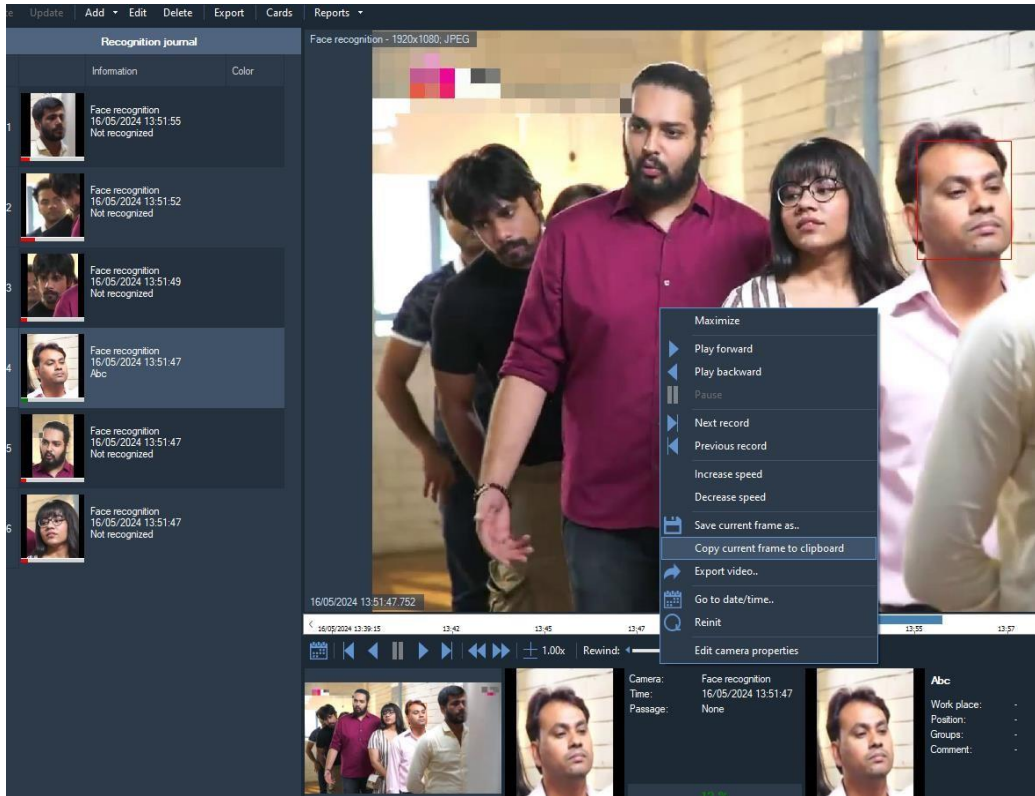 Update Add Edit Delete Export Cards Reports
Recognition journal
Information Color
1
Face recognition
16/05/2024 13:51:55
Not recognized
2
Face recognition
16/05/2024 13:51:52
Not recognized
3
Face recognition
16/05/2024 13:51:49
Not recognized
4
Face recognition
16/05/2024 13:51:47
Abc
5
Face recognition
16/05/2024 13:51:47
Not recognized
6
Face recognition
16/05/2024 13:51:47
Not recognized
Face recognition - 1920x1080; JPEG
Maximize
Play forward
Play backward
Pause
Next record
Previous record
Increase speed
Decrease speed
Save current frame as..
Copy current frame to clipboard
Export video..
Go to date/time..
Reinit
Edit camera properties
16/05/2024 13:51:47.752
16/05/2024 13:39:15 13:42 13:45 13:47 13:55 13:57
1.00x Rewind:
Camera: Face recognition
Time: 16/05/2024 13:51:47
Passage: None
Abc
Work place: -
Position: -
Groups: -
Comment: -